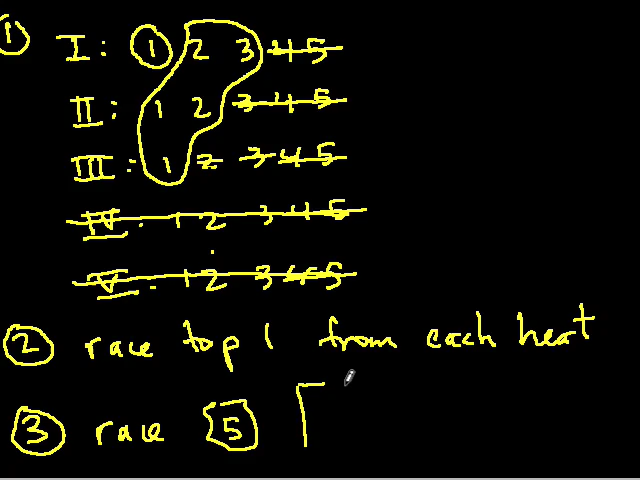 ① I: ① 2 3 4 5
II: 1 2 3 4 5
III: 1 2 3 4 5
IV: 1 2 3 4 5
V: 1 2 3 4 5
② race top 1 from each heat
③ race 5